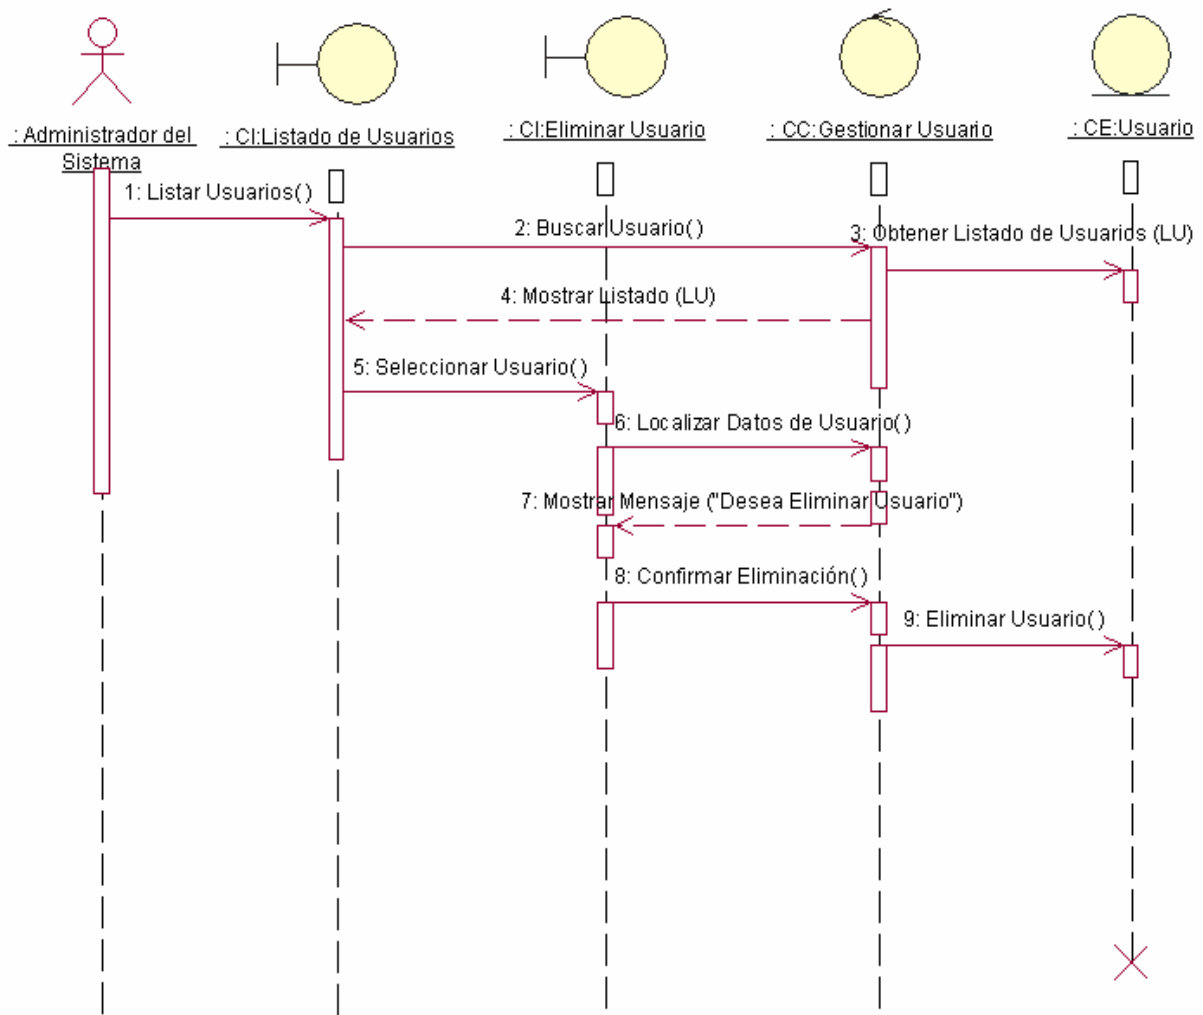 : Administrador del
Sistema
: CI:Listado de Usuarios
: CI:Eliminar Usuario
: CC:Gestionar Usuario
: CE:Usuario
1: Listar Usuarios( )
2: Buscar Usuario( )
3: Obtener Listado de Usuarios (LU)
4: Mostrar Listado (LU)
5: Seleccionar Usuario( )
6: Localizar Datos de Usuario( )
7: Mostrar Mensaje ("Desea Eliminar Usuario")
8: Confirmar Eliminación( )
9: Eliminar Usuario( )